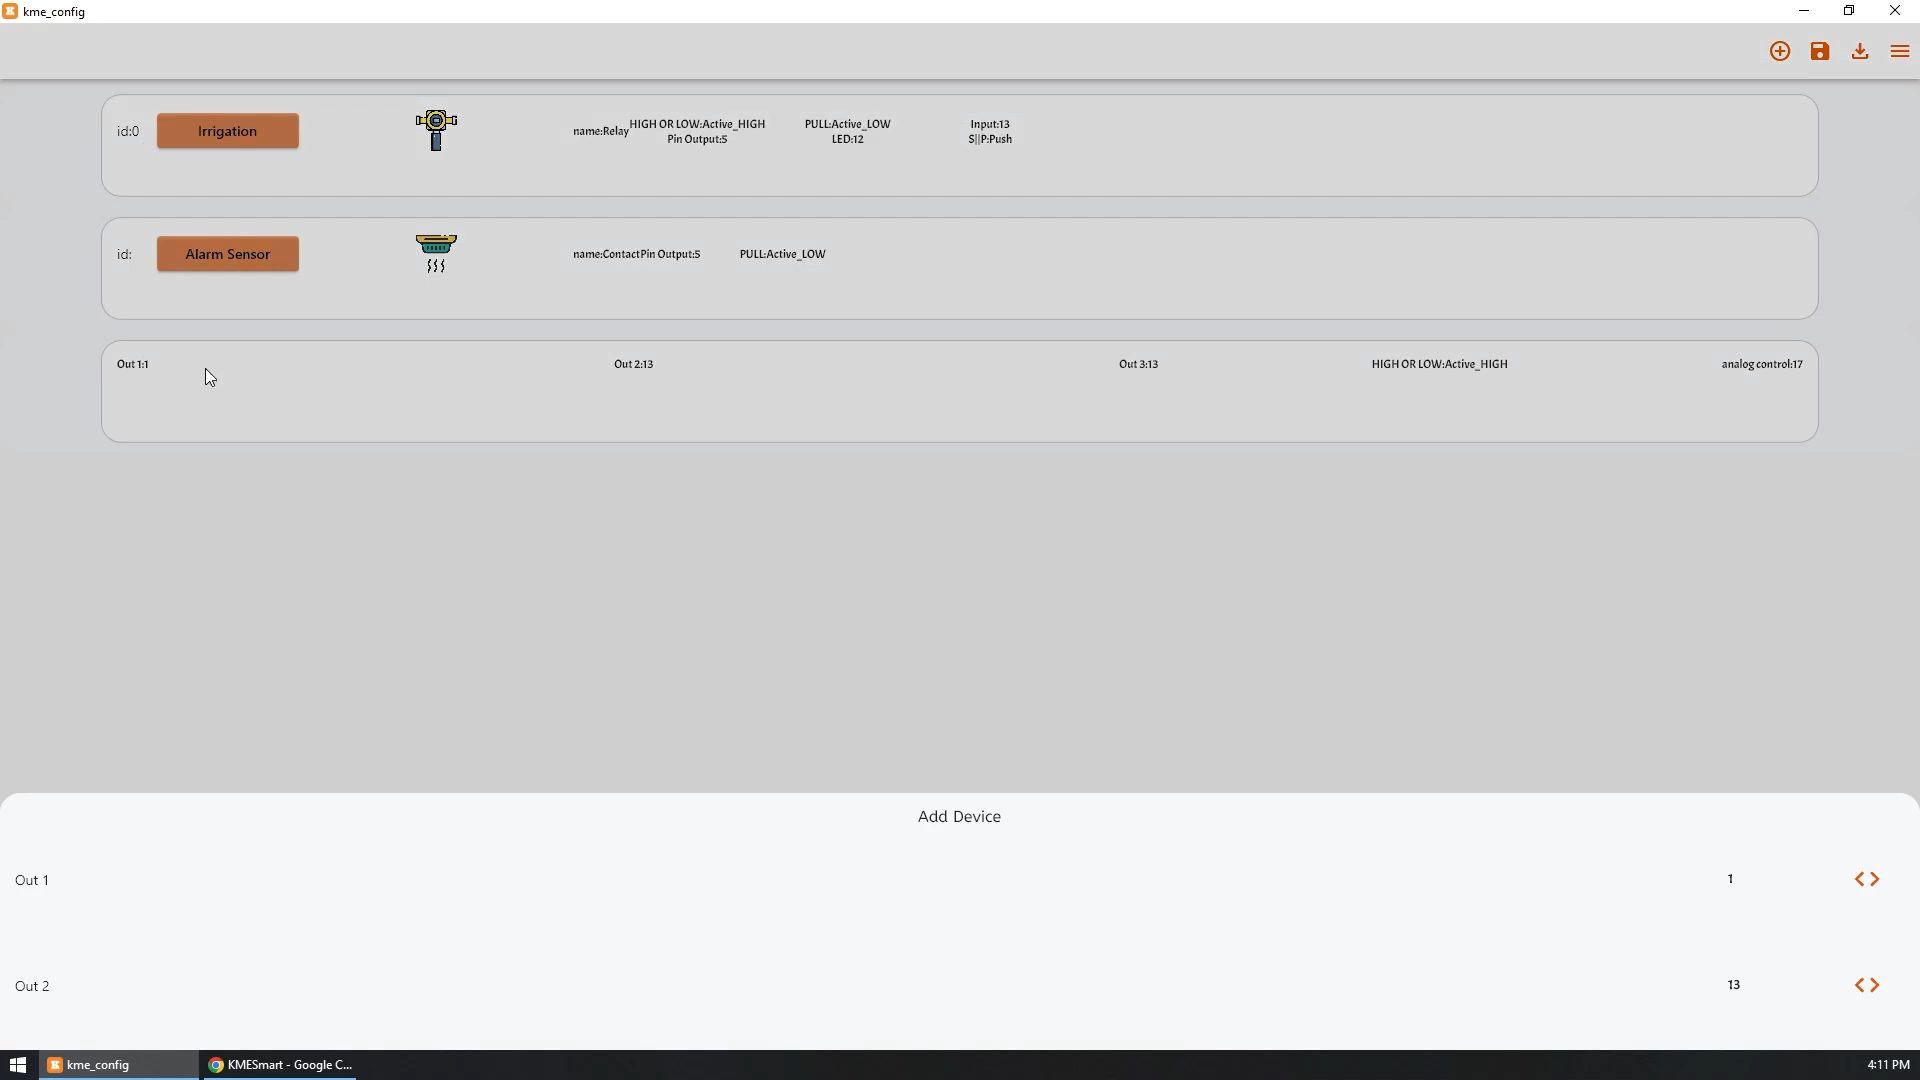 kme_config
id:0
Irrigation
name:Relay
HIGH OR LOW:Active_HIGH
Pin Output:5
PULL:Active_LOW
LED:12
Input:13
S||P:Push
id:
Alarm Sensor
name:Contact
Pin Output:5
PULL:Active_LOW
Out 1:1
Out 2:13
Out 3:13
HIGH OR LOW:Active_HIGH
analog control:17
Add Device
Out 1
1
Out 2
13
kme_config
KMESmart - Google C...
4:11 PM